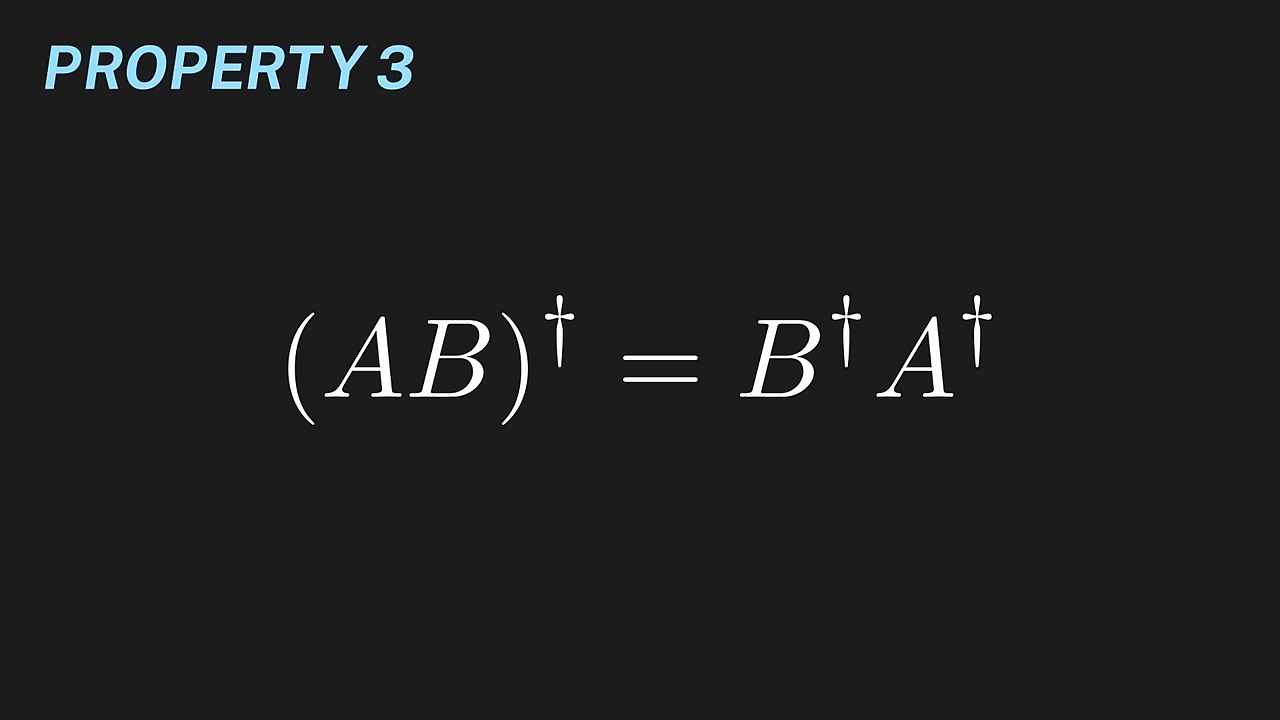 PROPERTY 3
(AB)† = B†A†